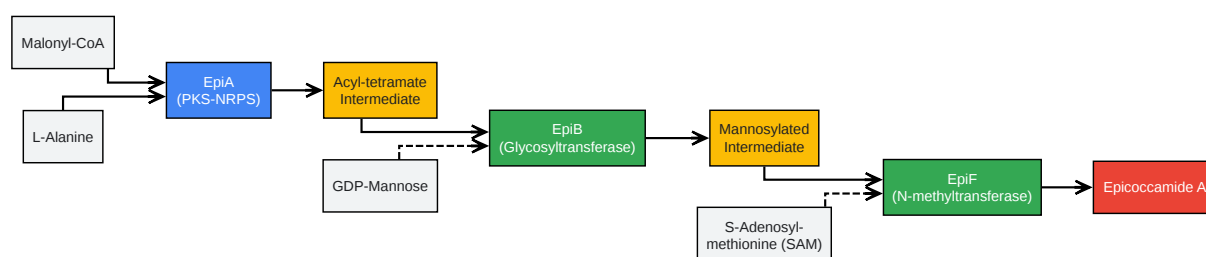 Malonyl-CoA
L-Alanine
EpiA
(PKS-NRPS)
Acyl-tetramate
Intermediate
GDP-Mannose
EpiB
(Glycosyltransferase)
Mannosylated
Intermediate
S-Adenosyl-
methionine (SAM)
EpiF
(N-methyltransferase)
Epicoccamide A